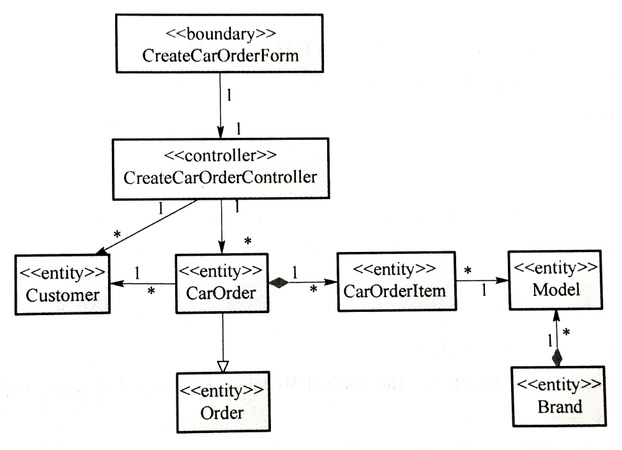 <<boundary>>
CreateCarOrderForm
1
1
<<controller>>
CreateCarOrderController
1
1
*
*
<<entity>>
Customer
1
*
<<entity>>
CarOrder
1
*
<<entity>>
CarOrderItem
*
1
<<entity>>
Model
1
*
<<entity>>
Order
<<entity>>
Brand